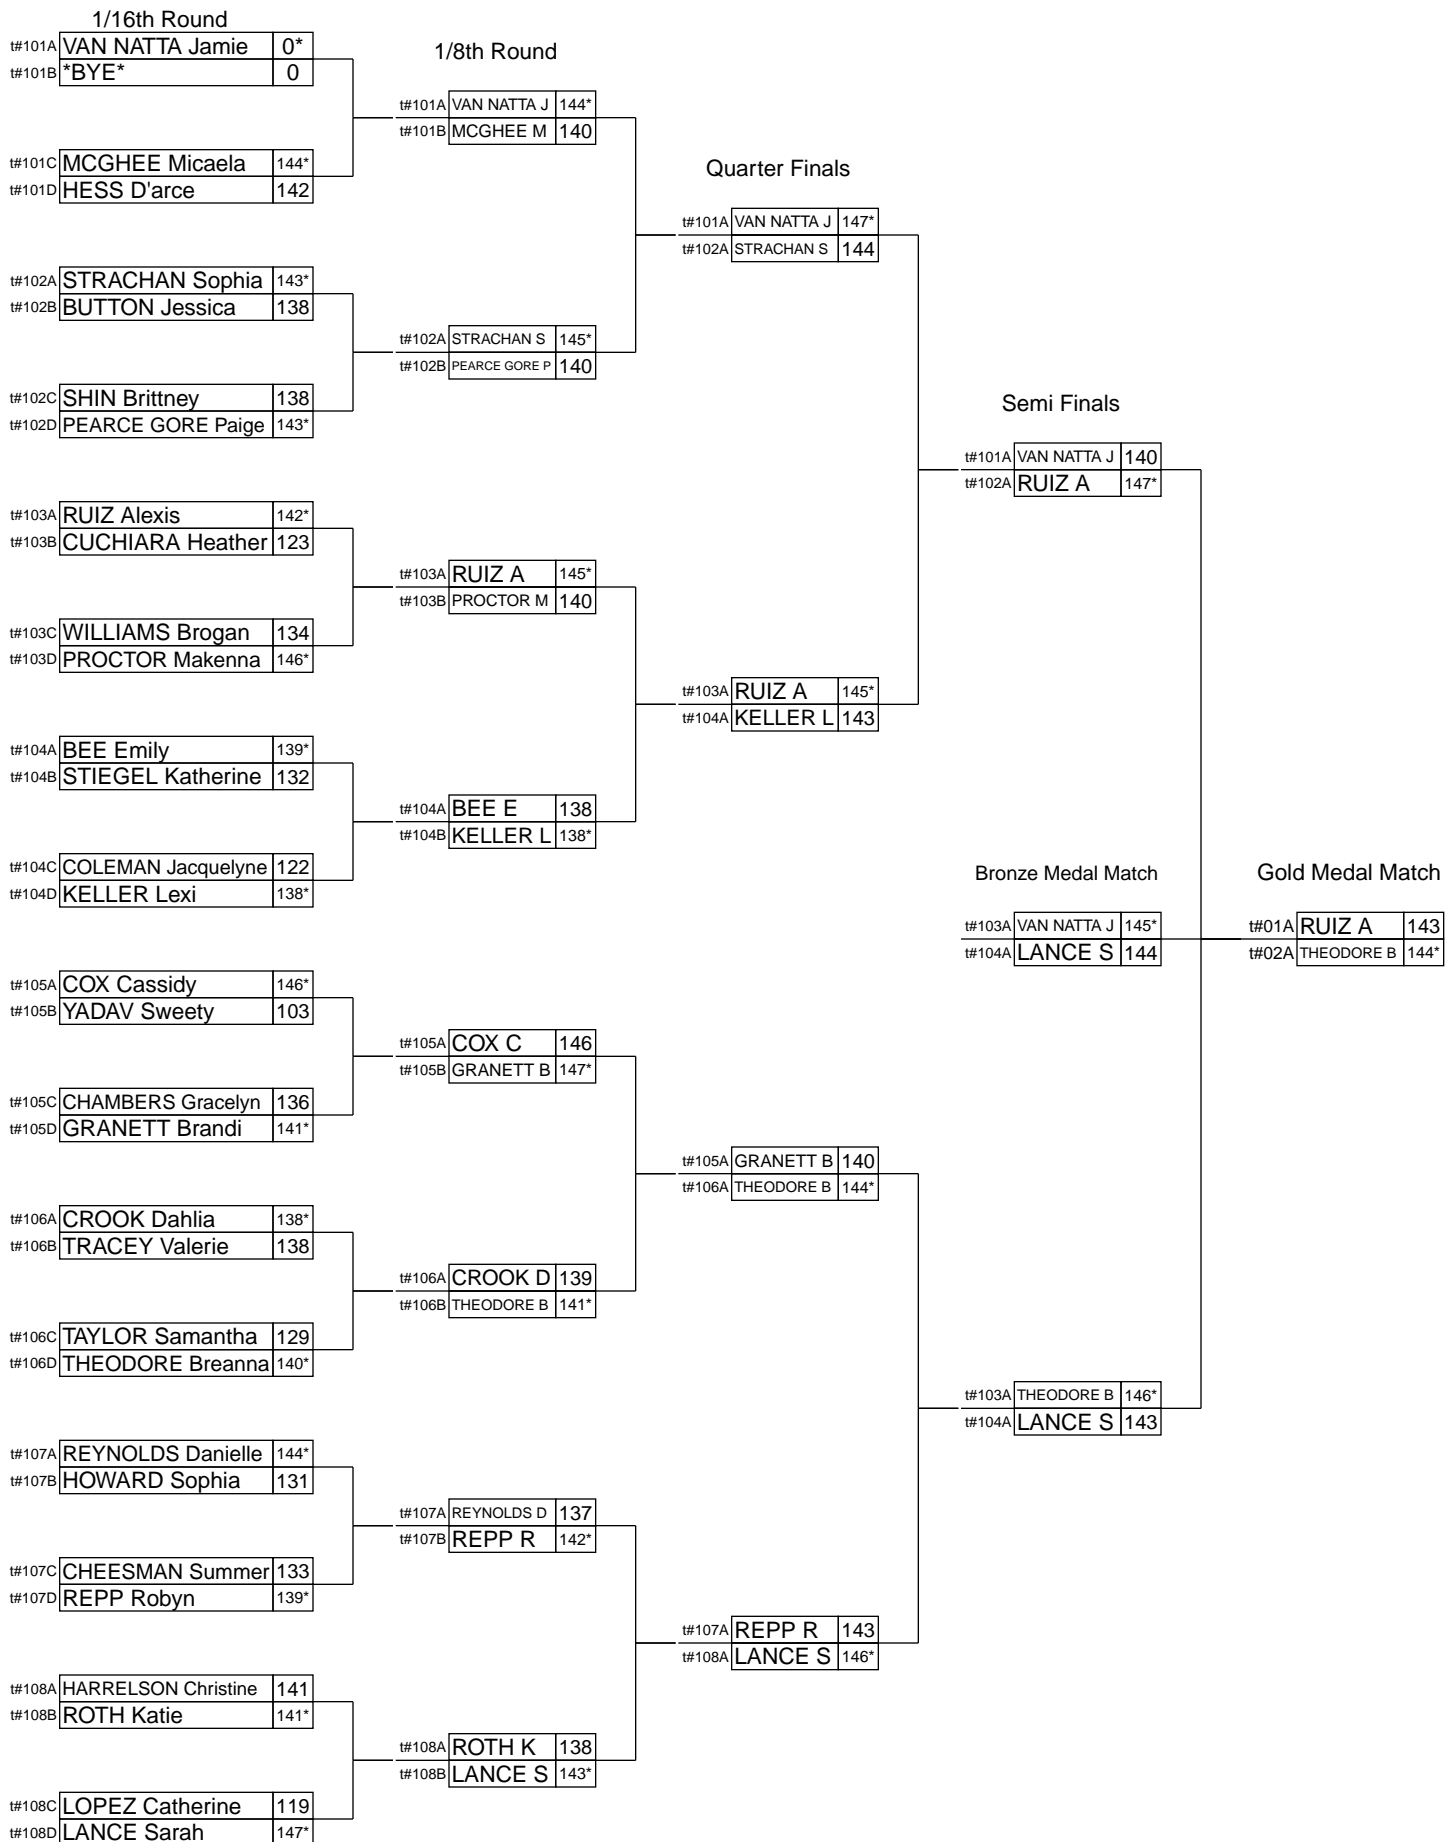 1/16th Round
t#101A VAN NATTA Jamie 0*
t#101B *BYE* 0
t#101C MCGHEE Micaela 144*
t#101D HESS D'arce 142
t#102A STRACHAN Sophia 143*
t#102B BUTTON Jessica 138
t#102C SHIN Brittney 138
t#102D PEARCE GORE Paige 143*
t#103A RUIZ Alexis 142*
t#103B CUCHIARA Heather 123
t#103C WILLIAMS Brogan 134
t#103D PROCTOR Makenna 146*
t#104A BEE Emily 139*
t#104B STIEGEL Katherine 132
t#104C COLEMAN Jacquelyne 122
t#104D KELLER Lexi 138*
t#105A COX Cassidy 146*
t#105B YADAV Sweety 103
t#105C CHAMBERS Gracelyn 136
t#105D GRANETT Brandi 141*
t#106A CROOK Dahlia 138*
t#106B TRACEY Valerie 138
t#106C TAYLOR Samantha 129
t#106D THEODORE Breanna 140*
t#107A REYNOLDS Danielle 144*
t#107B HOWARD Sophia 131
t#107C CHEESMAN Summer 133
t#107D REPP Robyn 139*
t#108A HARRELSON Christine 141
t#108B ROTH Katie 141*
t#108C LOPEZ Catherine 119
t#108D LANCE Sarah 147*
1/8th Round
t#101A VAN NATTA J 144*
t#101B MCGHEE M 140
t#102A STRACHAN S 145*
t#102B PEARCE GORE P 140
t#103A RUIZ A 145*
t#103B PROCTOR M 140
t#104A BEE E 138
t#104B KELLER L 138*
t#105A COX C 146
t#105B GRANETT B 147*
t#106A CROOK D 139
t#106B THEODORE B 141*
t#107A REYNOLDS D 137
t#107B REPP R 142*
t#108A ROTH K 138
t#108B LANCE S 143*
Quarter Finals
t#101A VAN NATTA J 147*
t#102A STRACHAN S 144
t#103A RUIZ A 145*
t#104A KELLER L 143
t#105A GRANETT B 140
t#106A THEODORE B 144*
t#107A REPP R 143
t#108A LANCE S 146*
Semi Finals
t#101A VAN NATTA J 140
t#102A RUIZ A 147*
t#103A THEODORE B 146*
t#104A LANCE S 143
Bronze Medal Match
t#103A VAN NATTA J 145*
t#104A LANCE S 144
Gold Medal Match
t#01A RUIZ A 143
t#02A THEODORE B 144*